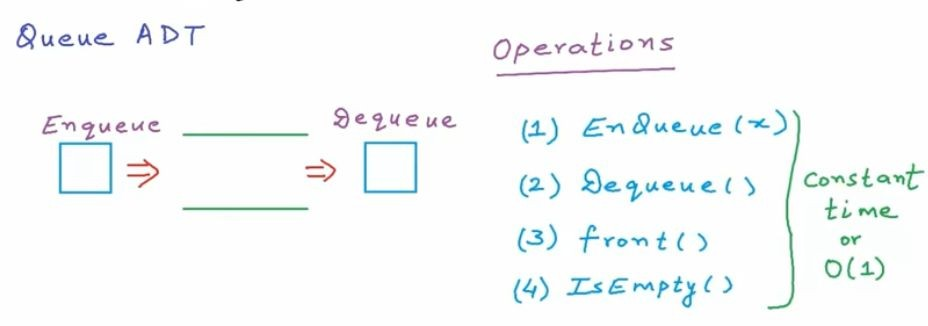 Queue ADT
Operations
Enqueue
Dequeue
(1) EnQueue(x)
(2) Dequeue()
(3) front()
(4) IsEmpty()
Constant
time
or
O(1)